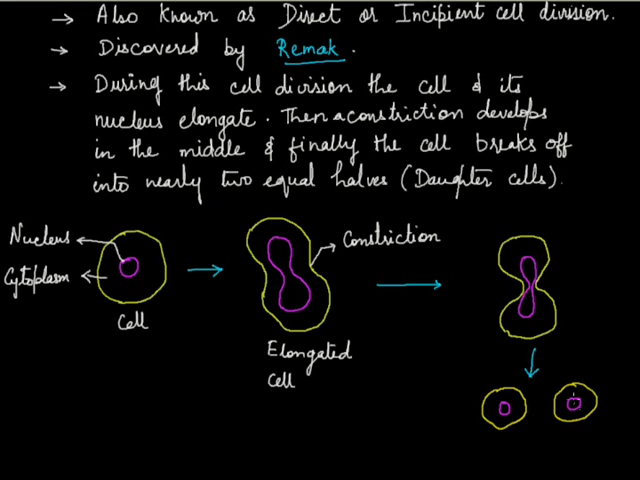 → Also known as Direct or Incipient cell division.
→ Discovered by Remak.
→ During this cell division the cell & its
nucleus elongate. Then a constriction develops
in the middle & finally the cell breaks off
into nearly two equal halves (Daughter cells).
Nucleus
Constriction
Cytoplasm
Cell
Elongated
Cell